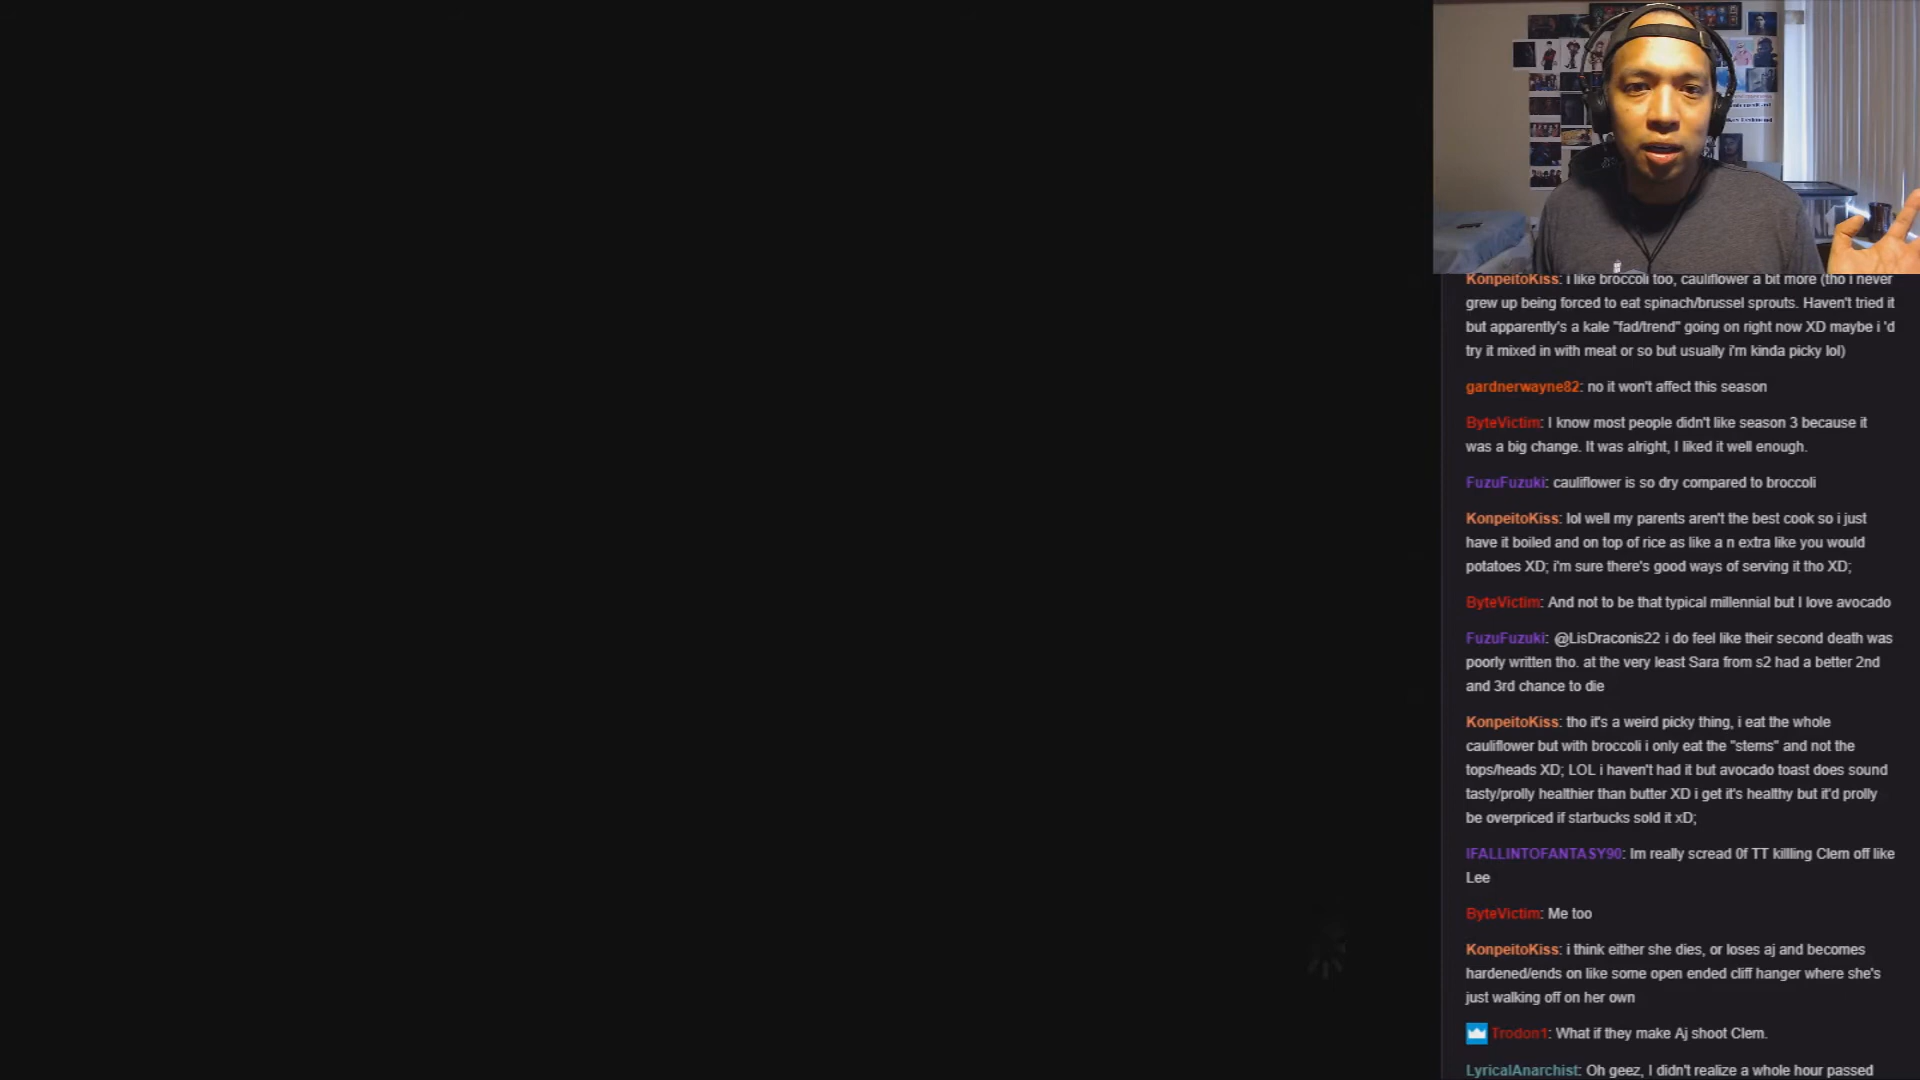 KonpeitoKiss: i like broccoli too, cauliflower a bit more (tho i never
grew up being forced to eat spinach/brussel sprouts. Haven't tried it
but apparently's a kale "fad/trend" going on right now XD maybe i 'd
try it mixed in with meat or so but usually i'm kinda picky lol)
gardnerwayne82: no it won't affect this season
ByteVictim: I know most people didn't like season 3 because it
was a big change. It was alright, I liked it well enough.
FuzuFuzuki: cauliflower is so dry compared to broccoli
KonpeitoKiss: lol well my parents aren't the best cook so i just
have it boiled and on top of rice as like a n extra like you would
potatoes XD; i'm sure there's good ways of serving it tho XD;
ByteVictim: And not to be that typical millennial but I love avocado
FuzuFuzuki: @LisDraconis22 i do feel like their second death was
poorly written tho. at the very least Sara from s2 had a better 2nd
and 3rd chance to die
KonpeitoKiss: tho it's a weird picky thing, i eat the whole
cauliflower but with broccoli i only eat the "stems" and not the
tops/heads XD; LOL i haven't had it but avocado toast does sound
tasty/prolly healthier than butter XD i get it's healthy but it'd prolly
be overpriced if starbucks sold it xD;
IFALLINTOFANTASY90: Im really scread 0f TT killling Clem off like
Lee
ByteVictim: Me too
KonpeitoKiss: i think either she dies, or loses aj and becomes
hardened/ends on like some open ended cliff hanger where she's
just walking off on her own
Trodon1: What if they make Aj shoot Clem.
LyricalAnarchist: Oh geez, I didn't realize a whole hour passed